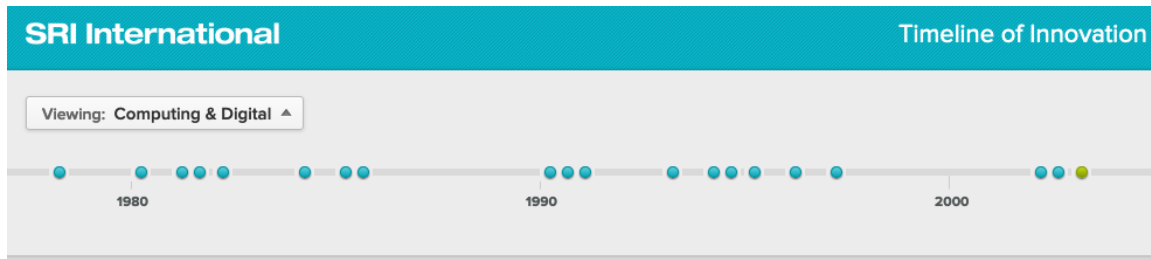 SRI International
Timeline of Innovation
Viewing: Computing & Digital
1980
1990
2000